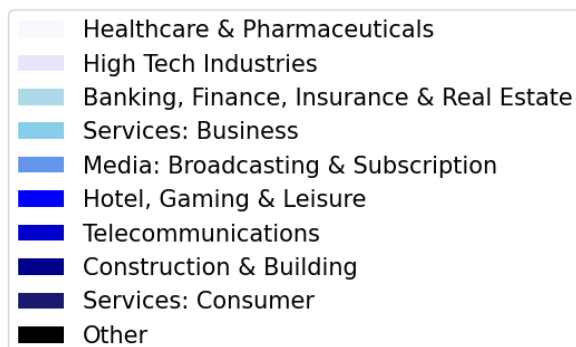 Healthcare & Pharmaceuticals
High Tech Industries
Banking, Finance, Insurance & Real Estate
Services: Business
Media: Broadcasting & Subscription
Hotel, Gaming & Leisure
Telecommunications
Construction & Building
Services: Consumer
Other